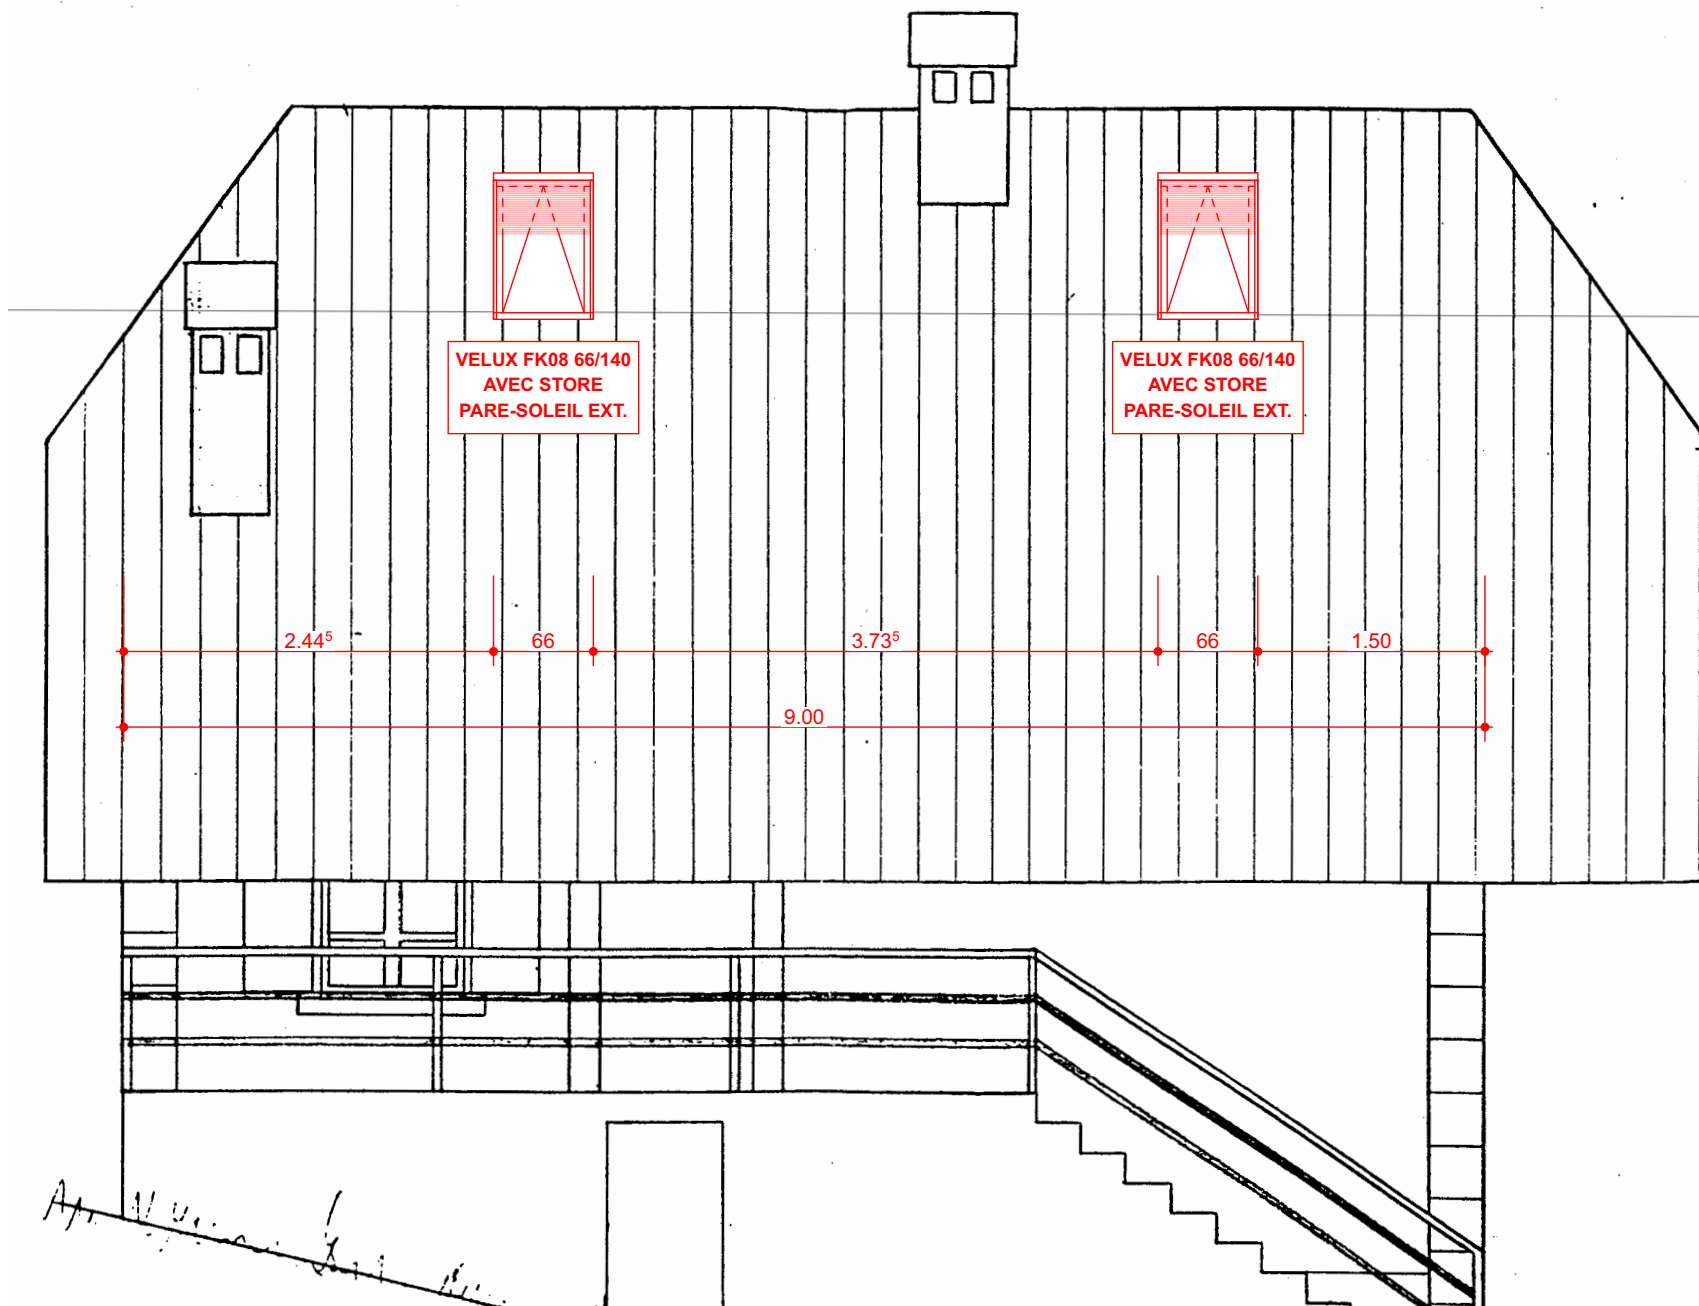 VELUX FK08 66/140
AVEC STORE
PARE-SOLEIL EXT.
VELUX FK08 66/140
AVEC STORE
PARE-SOLEIL EXT.
2.44⁵ 66 3.73⁵ 66 1.50
9.00